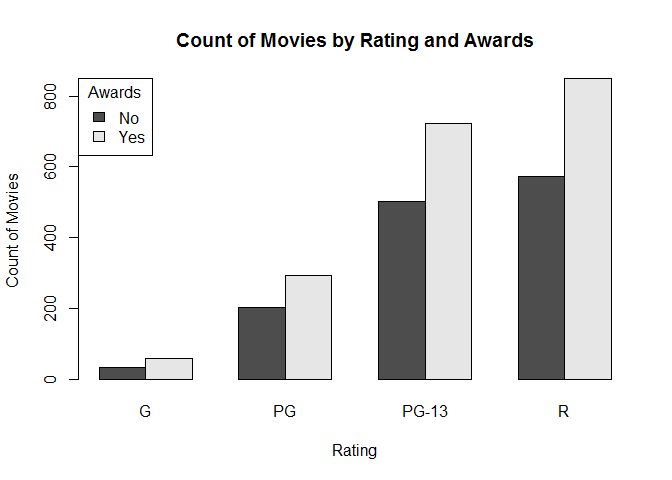 Count of Movies by Rating and Awards
Awards
No
Yes
Count of Movies
800
600
400
200
0
G PG PG-13 R
Rating